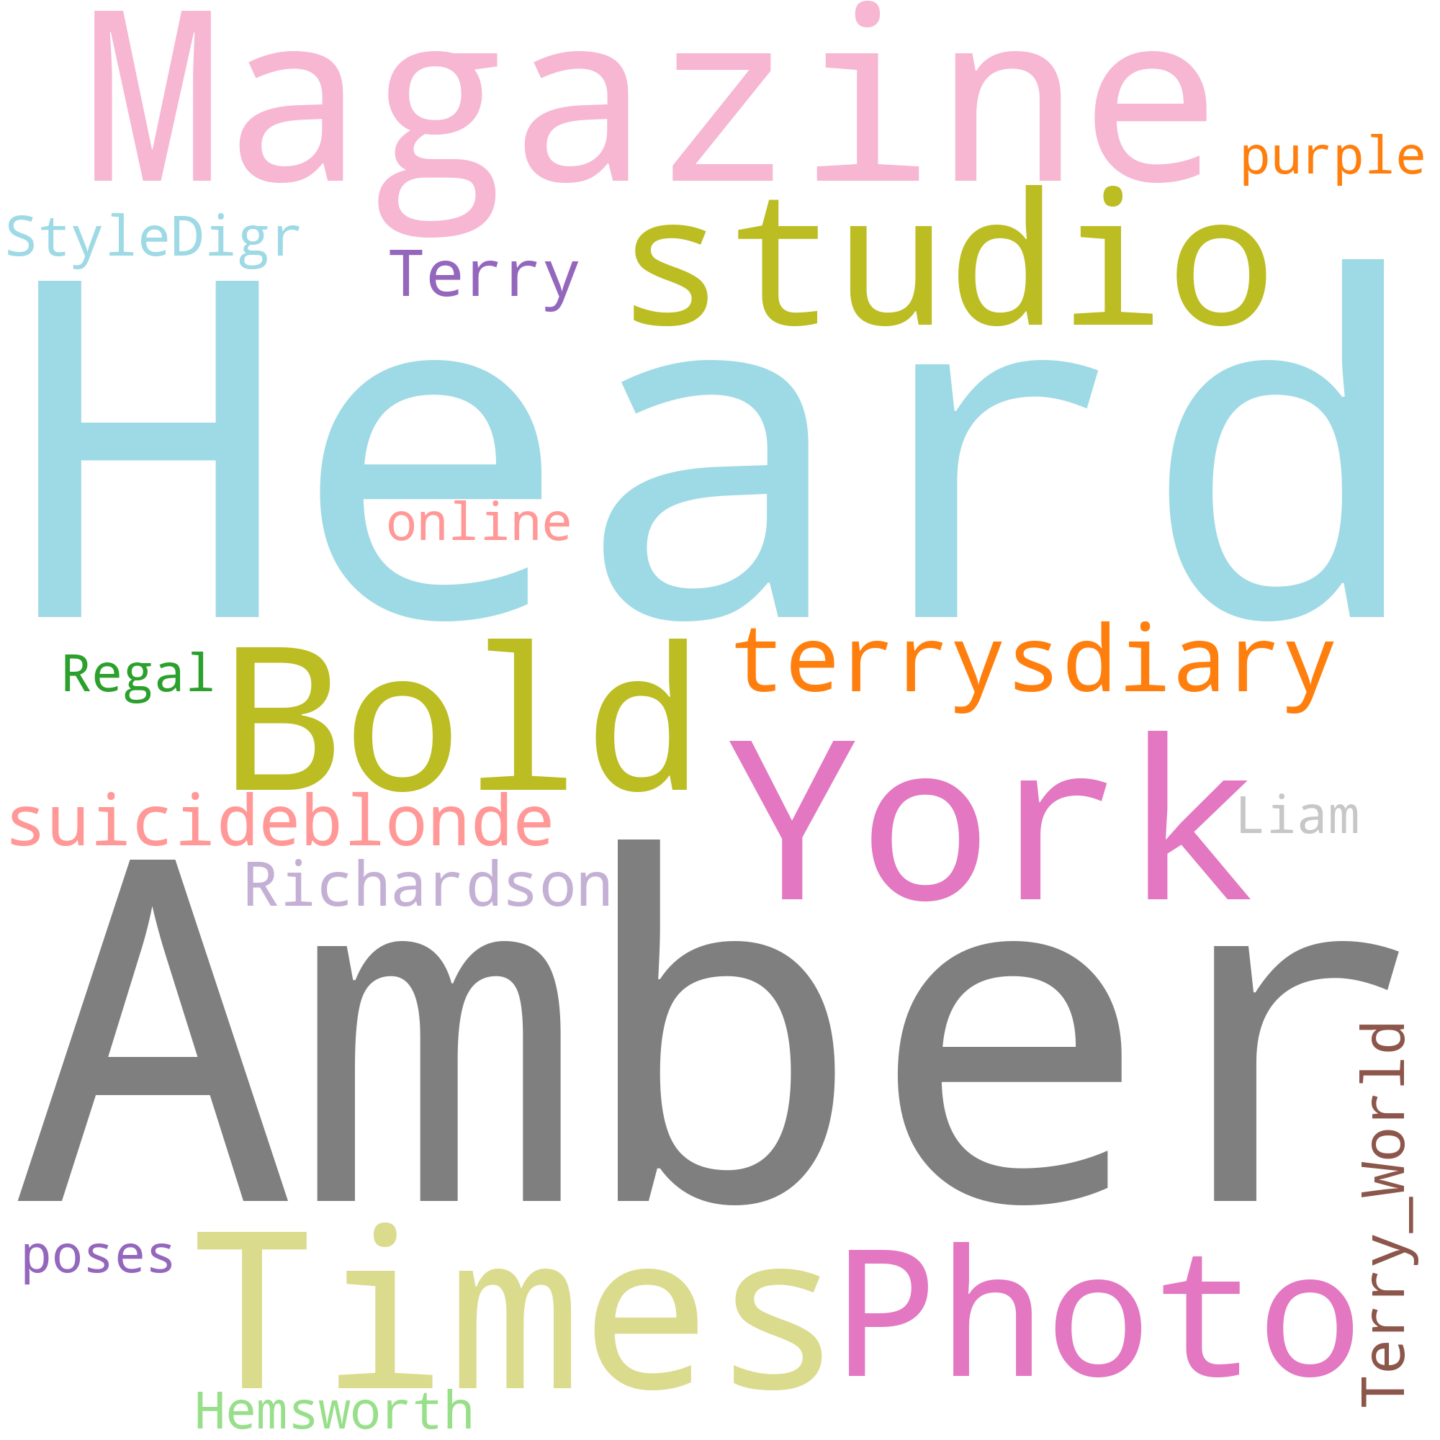 Magazine
purple
StyleDigr
Terry
studio
Heard
online
Regal
Bold
terrysdiary
York
Liam
suicideblonde
Richardson
Amber
Terry_World
poses
Times
Photo
Hemsworth